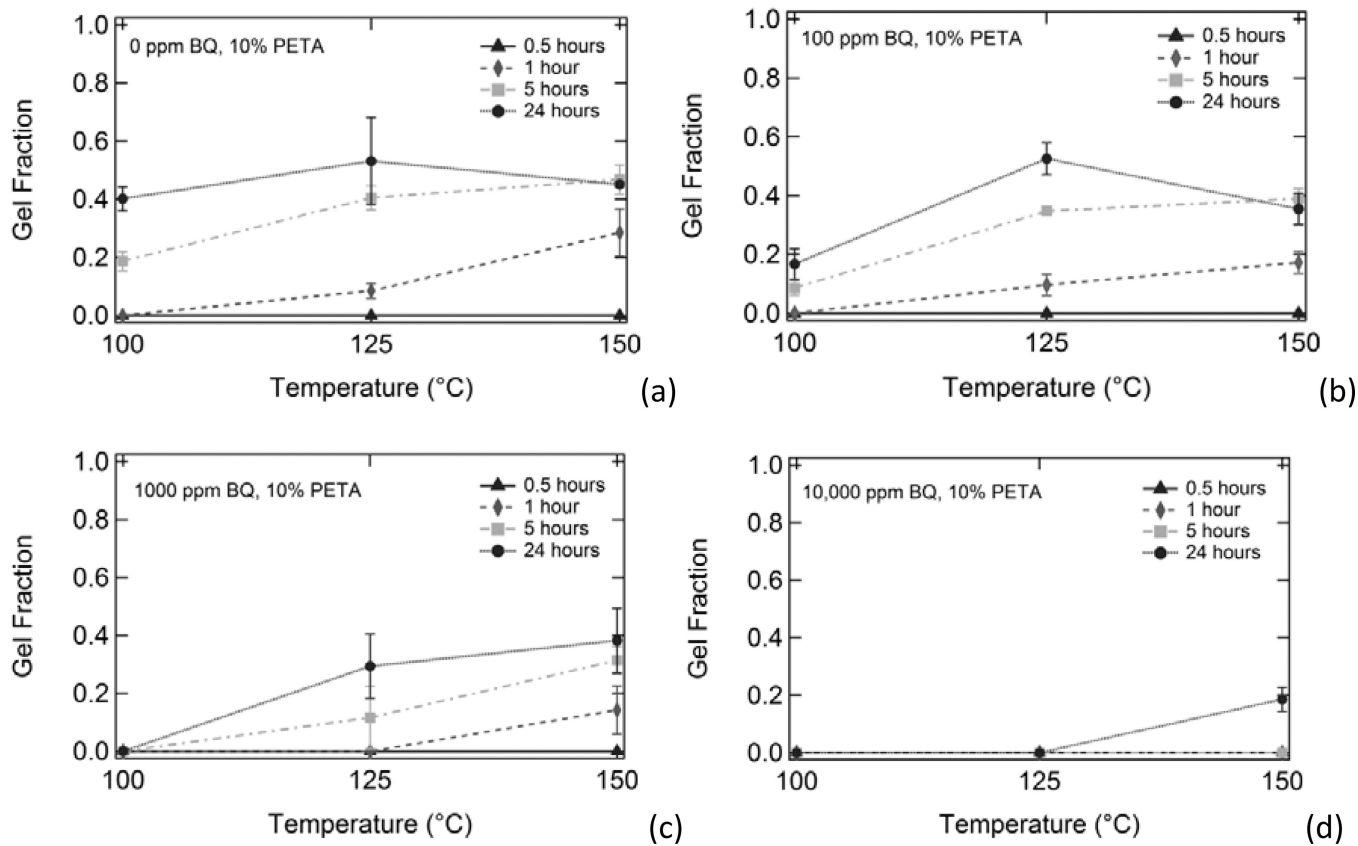 1.0
0 ppm BQ, 10% PETA
0.5 hours
1 hour
5 hours
24 hours
0.8
0.6
0.4
0.2
0.0
Gel Fraction
100
125
150
Temperature (°C)
(a)
1.0
100 ppm BQ, 10% PETA
0.5 hours
1 hour
5 hours
24 hours
0.8
0.6
0.4
0.2
0.0
Gel Fraction
100
125
150
Temperature (°C)
(b)
1.0
1000 ppm BQ, 10% PETA
0.5 hours
1 hour
5 hours
24 hours
0.8
0.6
0.4
0.2
0.0
Gel Fraction
100
125
150
Temperature (°C)
(c)
1.0
10,000 ppm BQ, 10% PETA
0.5 hours
1 hour
5 hours
24 hours
0.8
0.6
0.4
0.2
0.0
Gel Fraction
100
125
150
Temperature (°C)
(d)